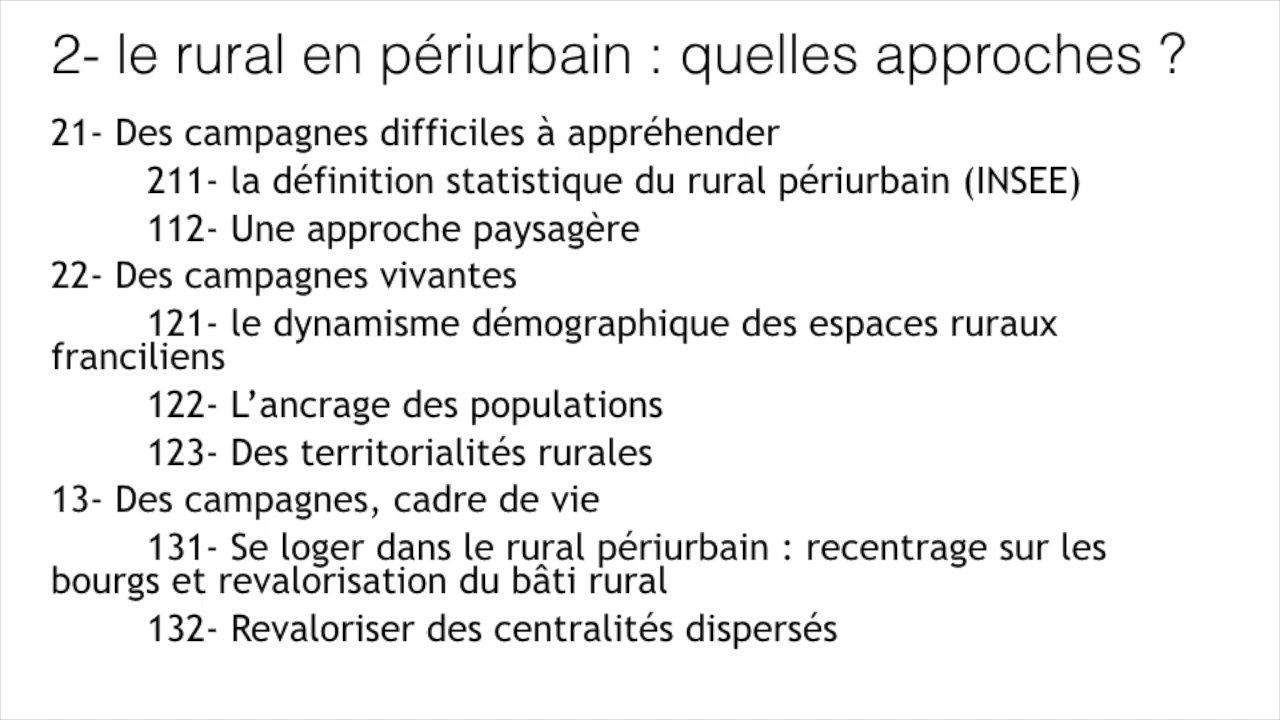 2- le rural en périurbain : quelles approches ?
21- Des campagnes difficiles à appréhender
211- la définition statistique du rural périurbain (INSEE)
112- Une approche paysagère
22- Des campagnes vivantes
121- le dynamisme démographique des espaces ruraux
franciliens
122- L’ancrage des populations
123- Des territorialités rurales
13- Des campagnes, cadre de vie
131- Se loger dans le rural périurbain : recentrage sur les
bourgs et revalorisation du bâti rural
132- Revaloriser des centralités dispersés